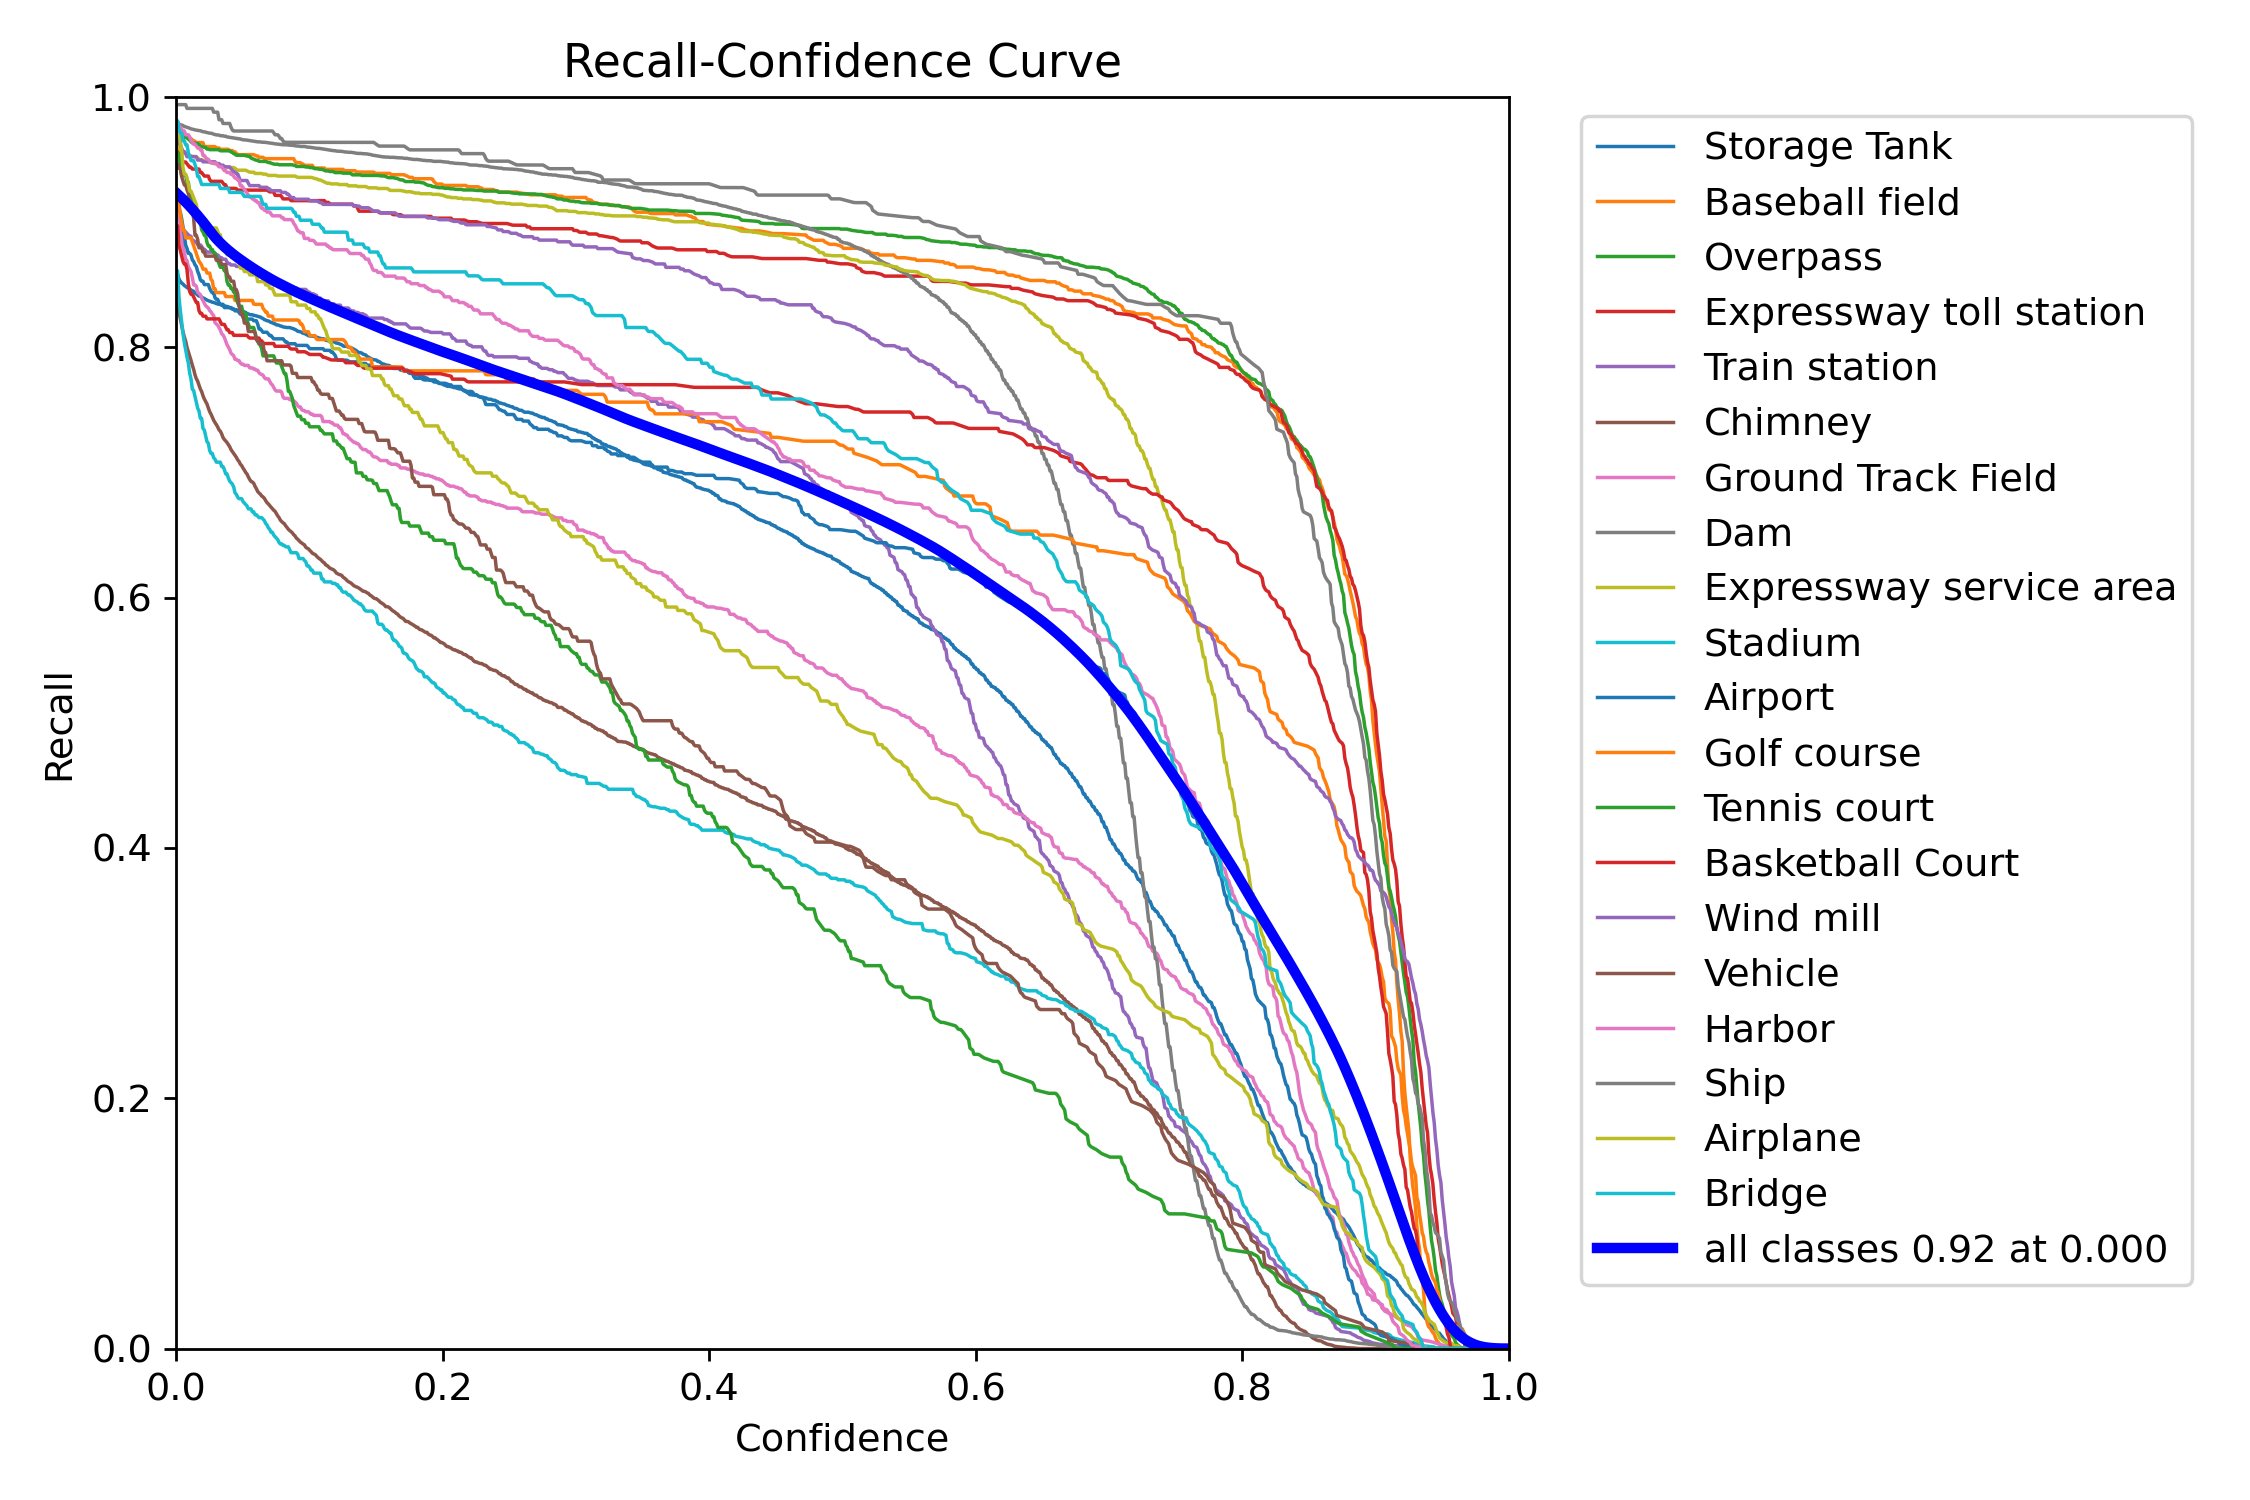 Recall-Confidence Curve
1.0
0.8
0.6
0.4
0.2
0.0
Recall
0.0 0.2 0.4 0.6 0.8 1.0
Confidence
Storage Tank
Baseball field
Overpass
Expressway toll station
Train station
Chimney
Ground Track Field
Dam
Expressway service area
Stadium
Airport
Golf course
Tennis court
Basketball Court
Wind mill
Vehicle
Harbor
Ship
Airplane
Bridge
all classes 0.92 at 0.000